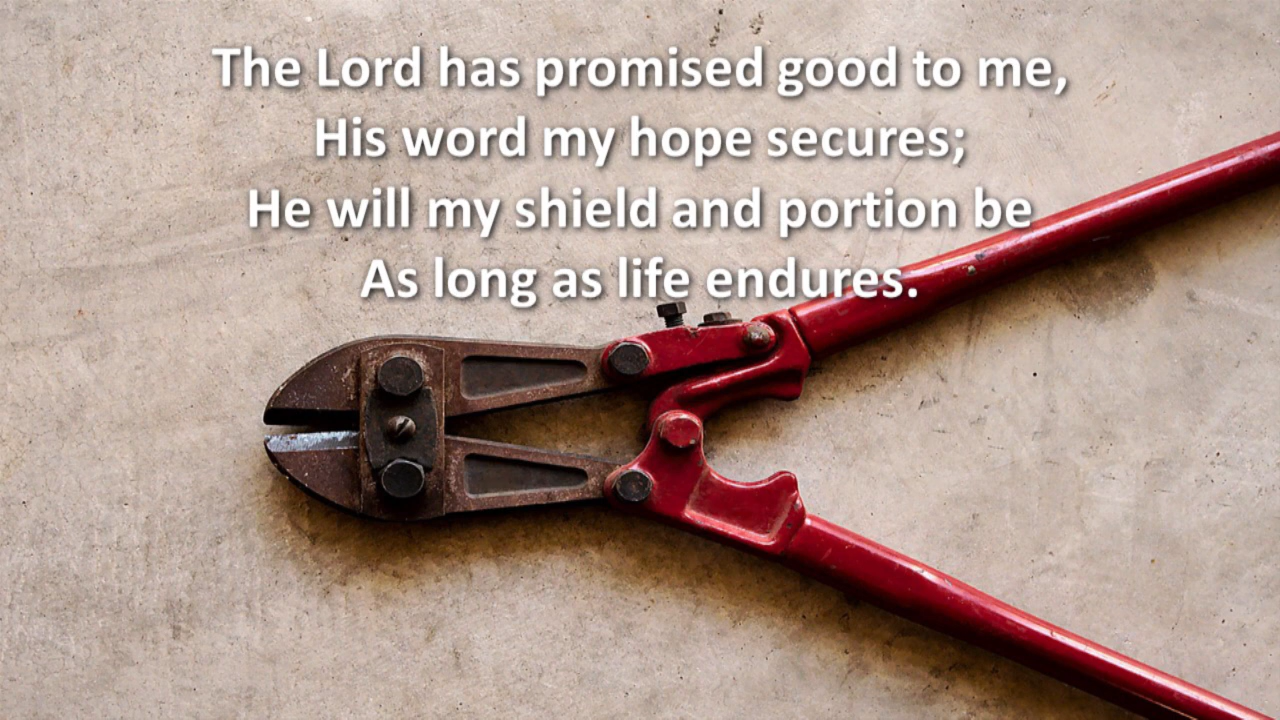 The Lord has promised good to me,
His word my hope secures;
He will my shield and portion be
As long as life endures.